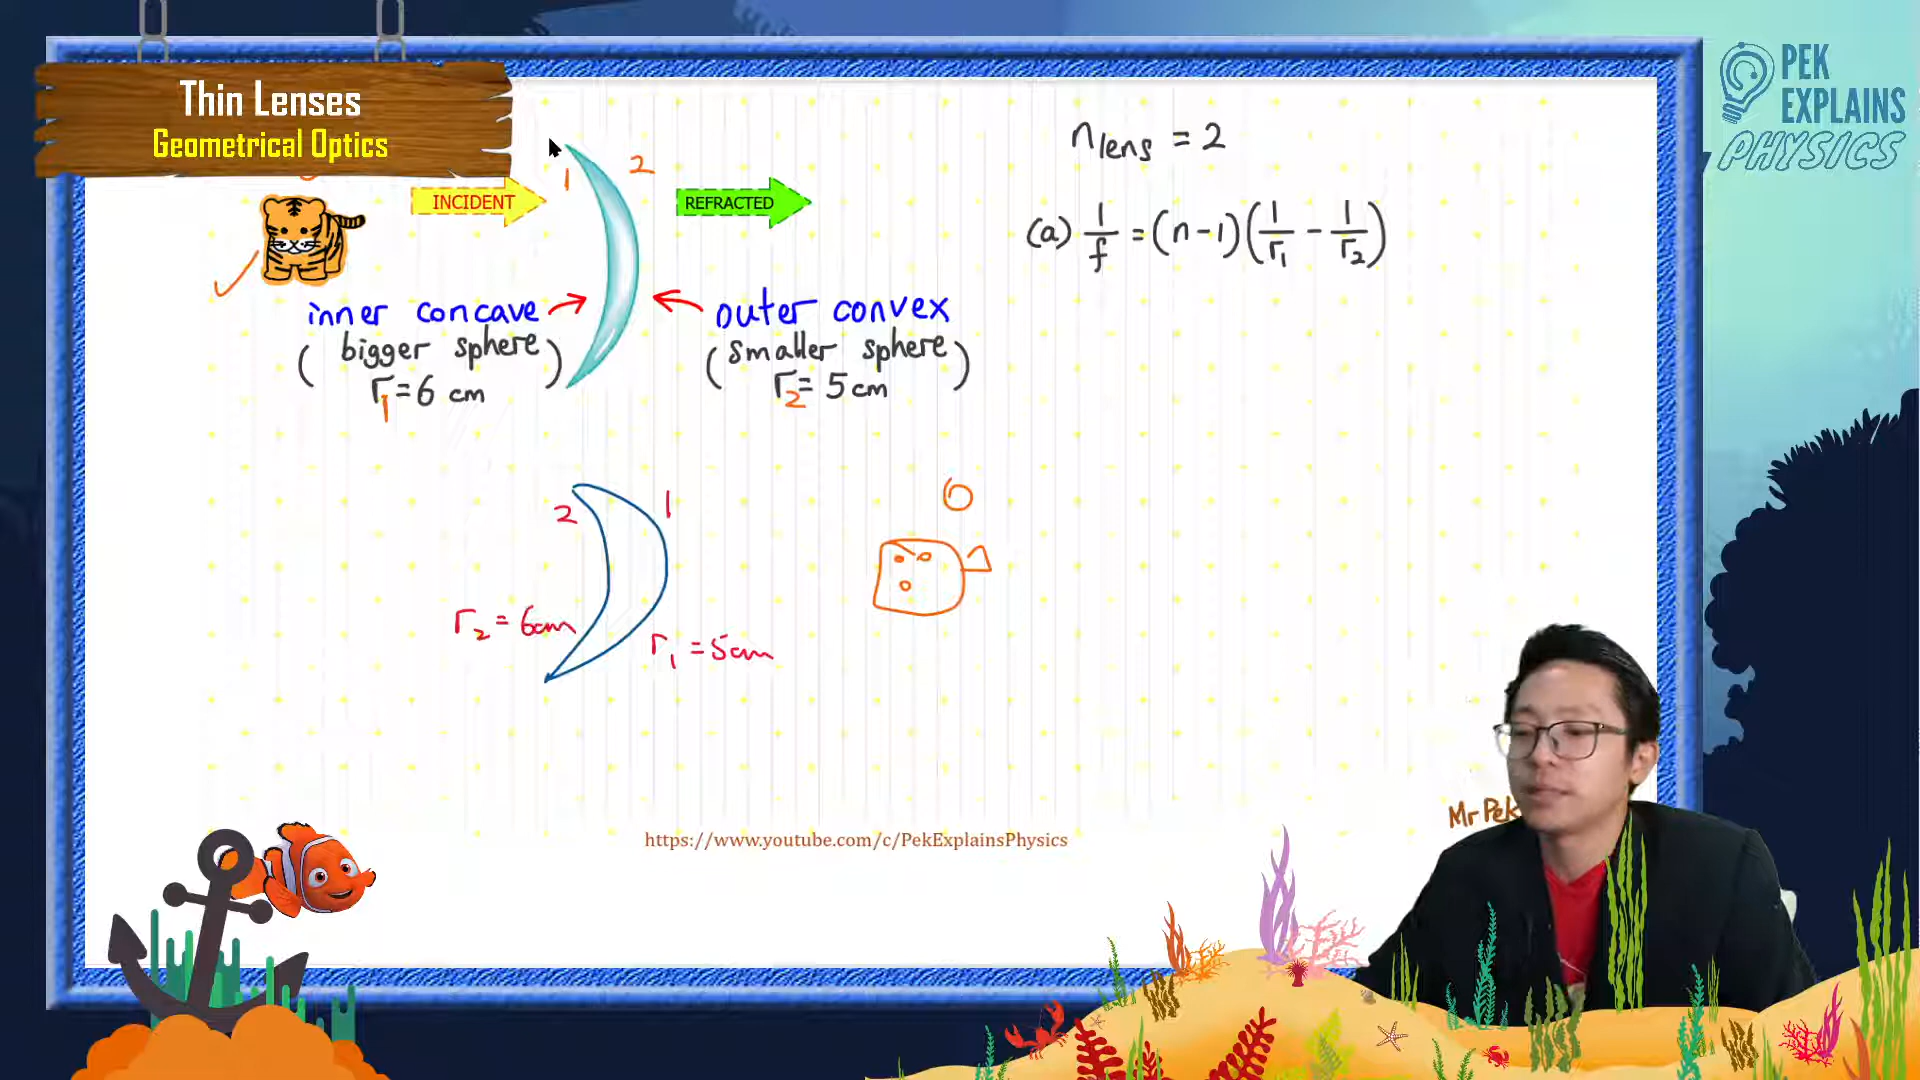 Thin Lenses
Geometrical Optics
PEK
EXPLAINS
PHYSICS
n lens = 2
1 2
INCIDENT
REFRACTED
(a) 1/f = (n-1)(1/r1 - 1/r2)
inner concave
(bigger sphere)
r1 = 6 cm
outer convex
(smaller sphere)
r2 = 5 cm
2 1
O
r2 = 6cm
r1 = 5cm
Mr Pek
https://www.youtube.com/c/PekExplainsPhysics